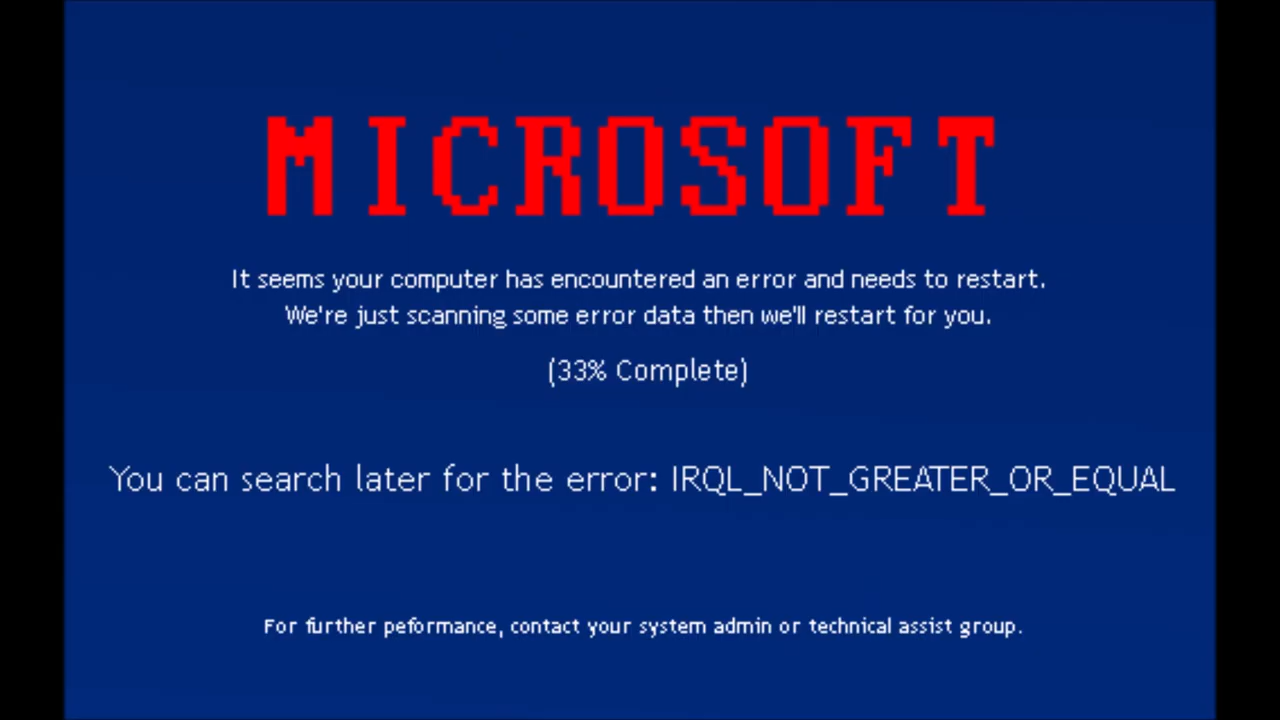 MICROSOFT
It seems your computer has encountered an error and needs to restart.
We're just scanning some error data then we'll restart for you.
(33% Complete)
You can search later for the error: IRQL_NOT_GREATER_OR_EQUAL
For further peformance, contact your system admin or technical assist group.